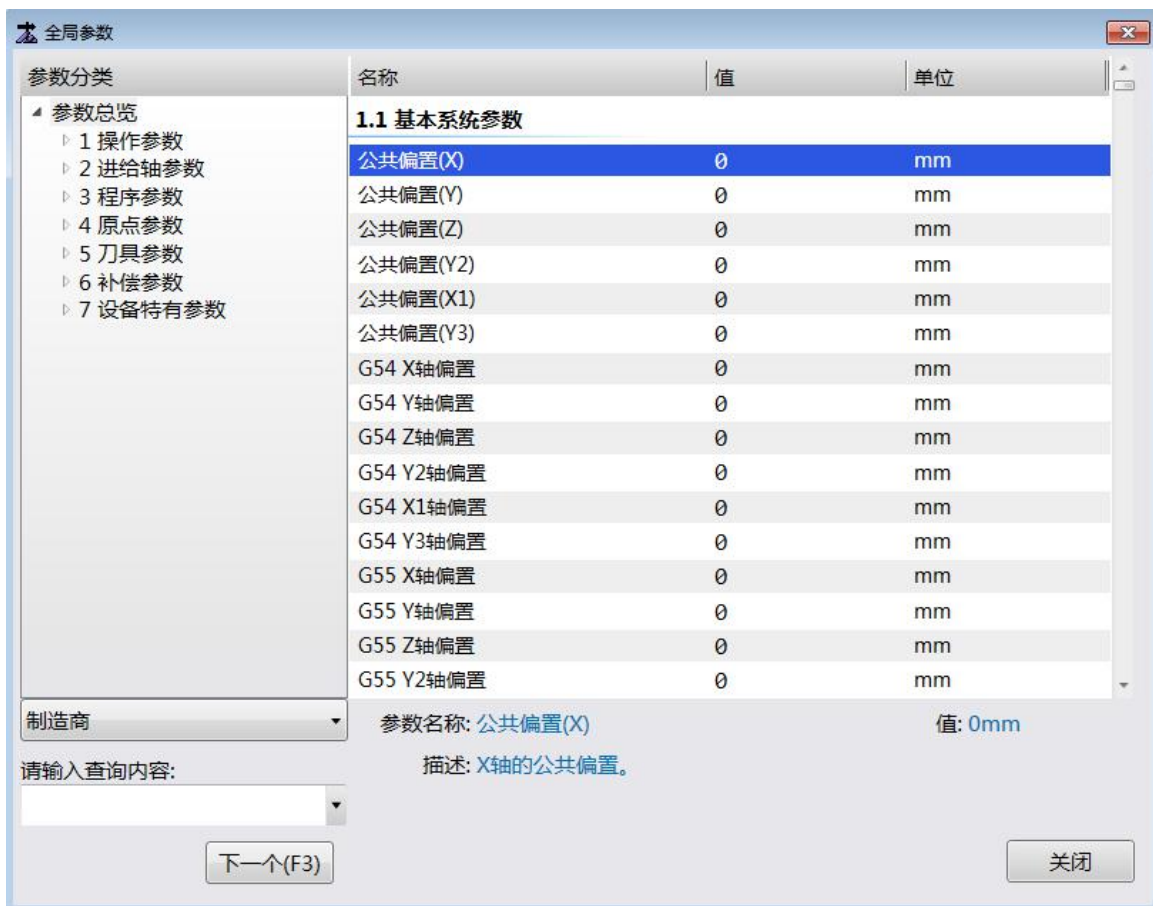 全局参数
参数分类 名称 值 单位
参数总览
1 操作参数
2 进给轴参数
3 程序参数
4 原点参数
5 刀具参数
6 补偿参数
7 设备特有参数
1.1 基本系统参数
公共偏置(X) 0 mm
公共偏置(Y) 0 mm
公共偏置(Z) 0 mm
公共偏置(Y2) 0 mm
公共偏置(X1) 0 mm
公共偏置(Y3) 0 mm
G54 X轴偏置 0 mm
G54 Y轴偏置 0 mm
G54 Z轴偏置 0 mm
G54 Y2轴偏置 0 mm
G54 X1轴偏置 0 mm
G54 Y3轴偏置 0 mm
G55 X轴偏置 0 mm
G55 Y轴偏置 0 mm
G55 Z轴偏置 0 mm
G55 Y2轴偏置 0 mm
制造商
请输入查询内容:
下一个(F3)
参数名称: 公共偏置(X) 值: 0mm
描述: X轴的公共偏置。
关闭